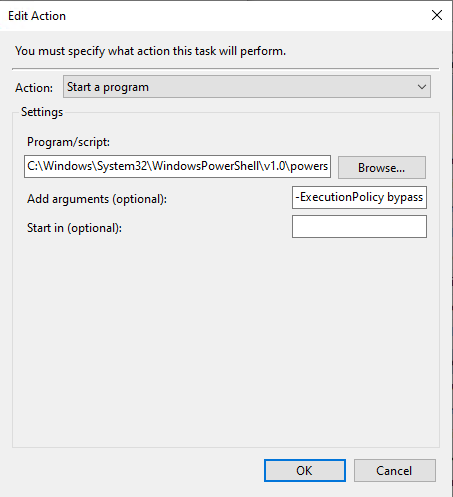 Edit Action
You must specify what action this task will perform.
Action: Start a program
Settings
Program/script:
C:\Windows\System32\WindowsPowerShell\v1.0\powers Browse...
Add arguments (optional): -ExecutionPolicy bypass
Start in (optional):
OK Cancel